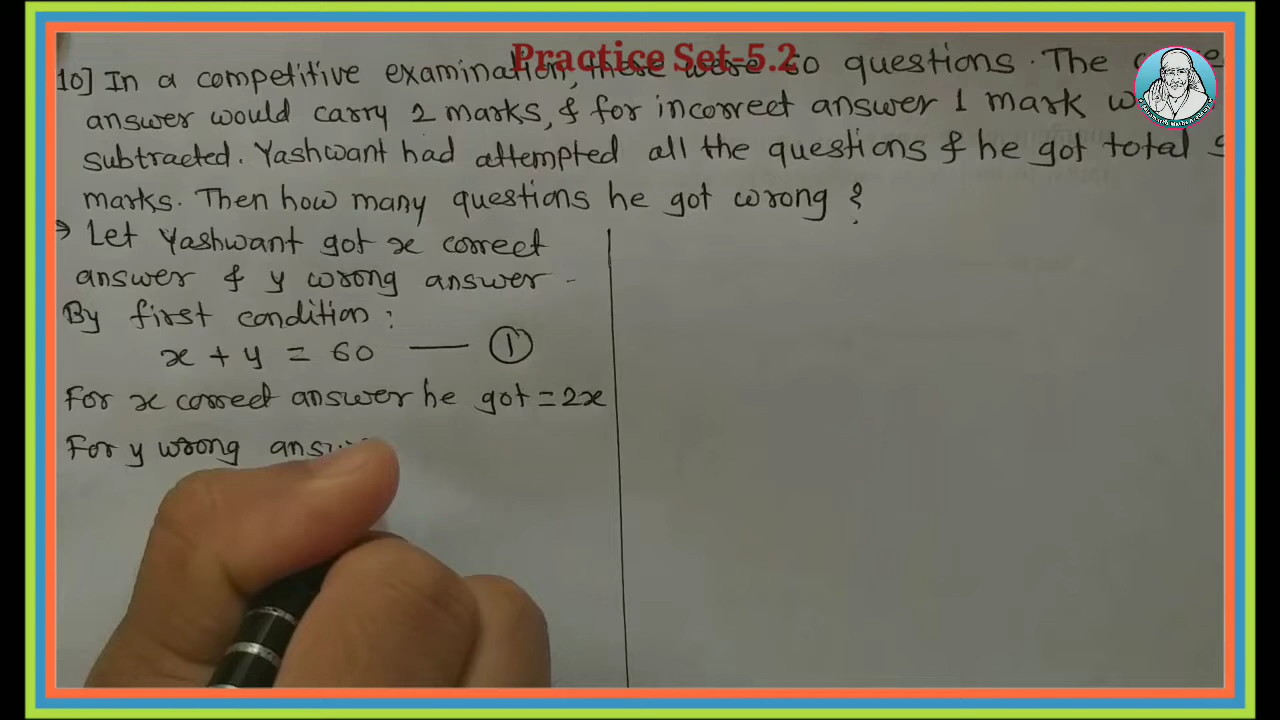 Practice Set-5.2
10] In a competitive examination, there were 60 questions. The
answer would carry 2 marks, & for incorrect answer 1 mark
subtracted. Yashwant had attempted all the questions & he got total
marks. Then how many questions he got wrong?
→ Let Yashwant got x correct
answer & y wrong answer -
By first condition:
x + y = 60 — ①
For x correct answer he got = 2x
For y wrong